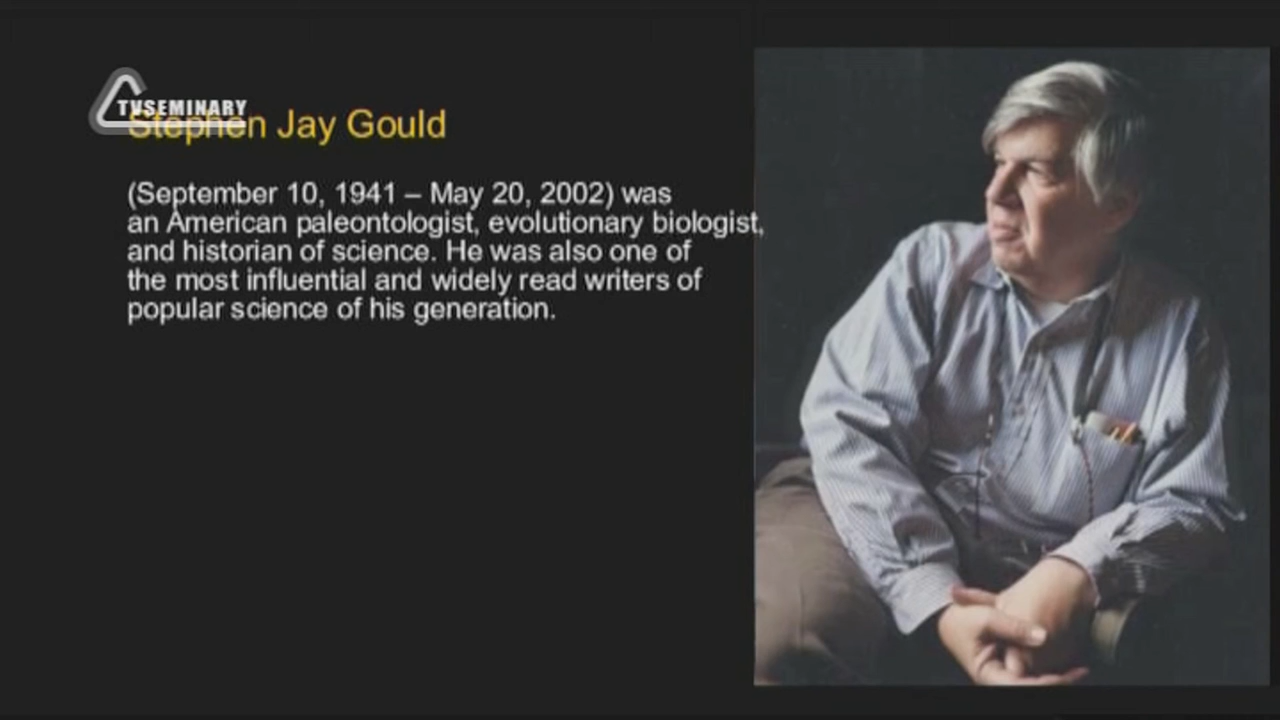 TVSEMINARY
Stephen Jay Gould
(September 10, 1941 – May 20, 2002) was
an American paleontologist, evolutionary biologist,
and historian of science. He was also one of
the most influential and widely read writers of
popular science of his generation.